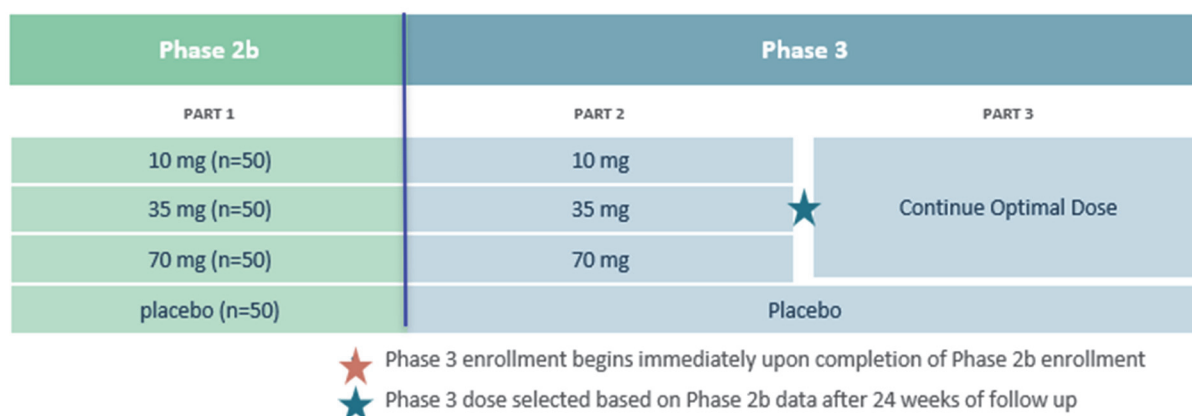 Phase 2b
Phase 3
PART 1
PART 2
PART 3
10 mg (n=50)
10 mg
35 mg (n=50)
35 mg
Continue Optimal Dose
70 mg (n=50)
70 mg
placebo (n=50)
Placebo
Phase 3 enrollment begins immediately upon completion of Phase 2b enrollment
Phase 3 dose selected based on Phase 2b data after 24 weeks of follow up